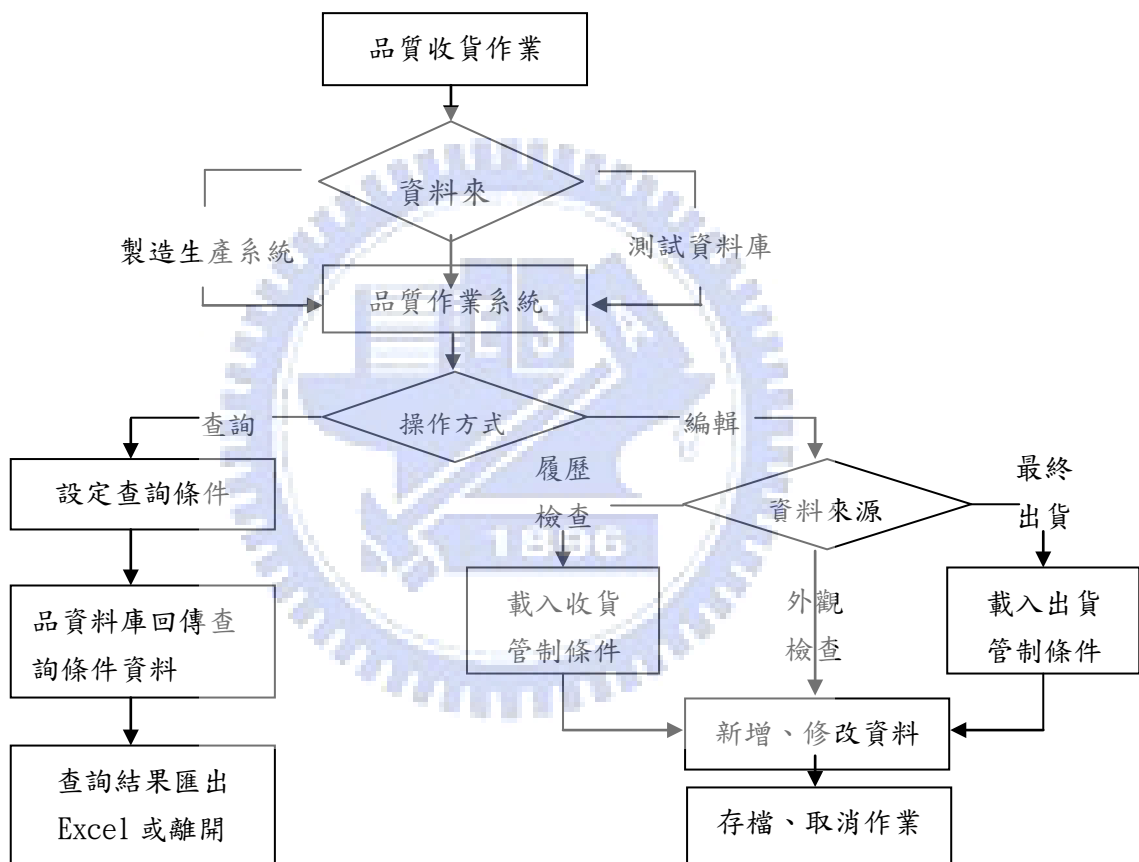 品質收貨作業
資料來
製造生產系統
測試資料庫
品質作業系統
查詢
操作方式
編輯
設定查詢條件
履歷
檢查
資料來源
最終
出貨
1896
品資料庫回傳查
詢條件資料
載入收貨
管制條件
外觀
檢查
載入出貨
管制條件
新增、修改資料
查詢結果匯出
Excel 或離開
存檔、取消作業
ESA